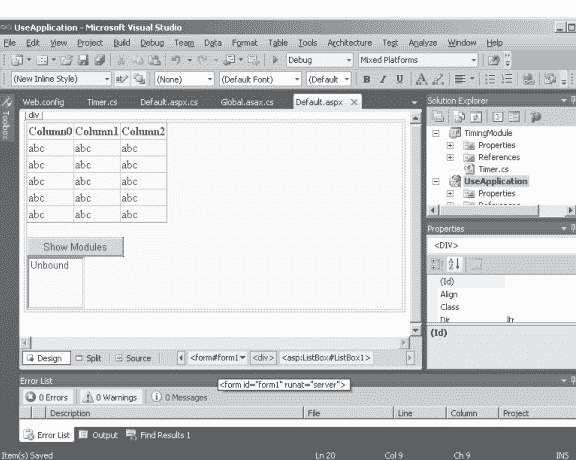 UseApplication - Microsoft Visual Studio
File Edit View Project Build Debug Team Data Format Table Tools Architecture Test Analyze Window Help
Debug Mixed Platforms
(New Inline Style) (None) (Default Font) (Default B I U A
Toolbox
Web.config Timer.cs Default.aspx.cs Global.asax.cs Default.aspx
Solution Explorer
div
Column0 Column1 Column2
abc abc abc
abc abc abc
abc abc abc
abc abc abc
abc abc abc
Show Modules
Unbound
TimingModule
Properties
References
Timer.cs
UseApplication
Properties
References
Properties
<DIV>
(Id)
Align
Class
Dir ltr
(Id)
Design Split Source <form#form1> <div> <asp:ListBox#ListBox1>
<form id="form1" runat="server">
Error List
0 Errors 0 Warnings 0 Messages
Description File Line Column Project
Error List Output Find Results 1
Item(s) Saved Ln 20 Col 9 Ch 9 INS